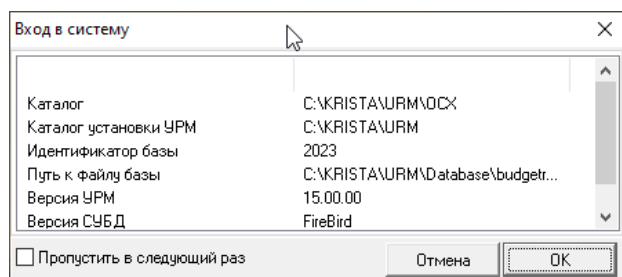 Вход в систему
Каталог C:\KRISTA\URM\OCX
Каталог установки УРМ C:\KRISTA\URM
Идентификатор базы 2023
Путь к файлу базы C:\KRISTA\URM\Database\budgetr...
Версия УРМ 15.00.00
Версия СУБД FireBird
Пропустить в следующий раз Отмена OK